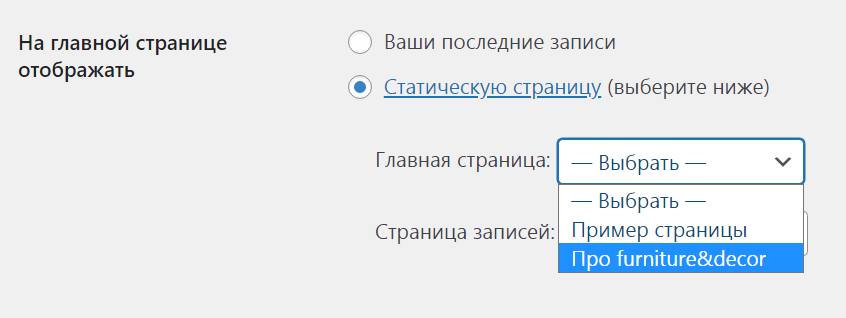 На главной странице
отображать
Ваши последние записи
Статическую страницу (выберите ниже)
Главная страница:
— Выбрать —
— Выбрать —
Пример страницы
Страница записей:
Про furniture&decor